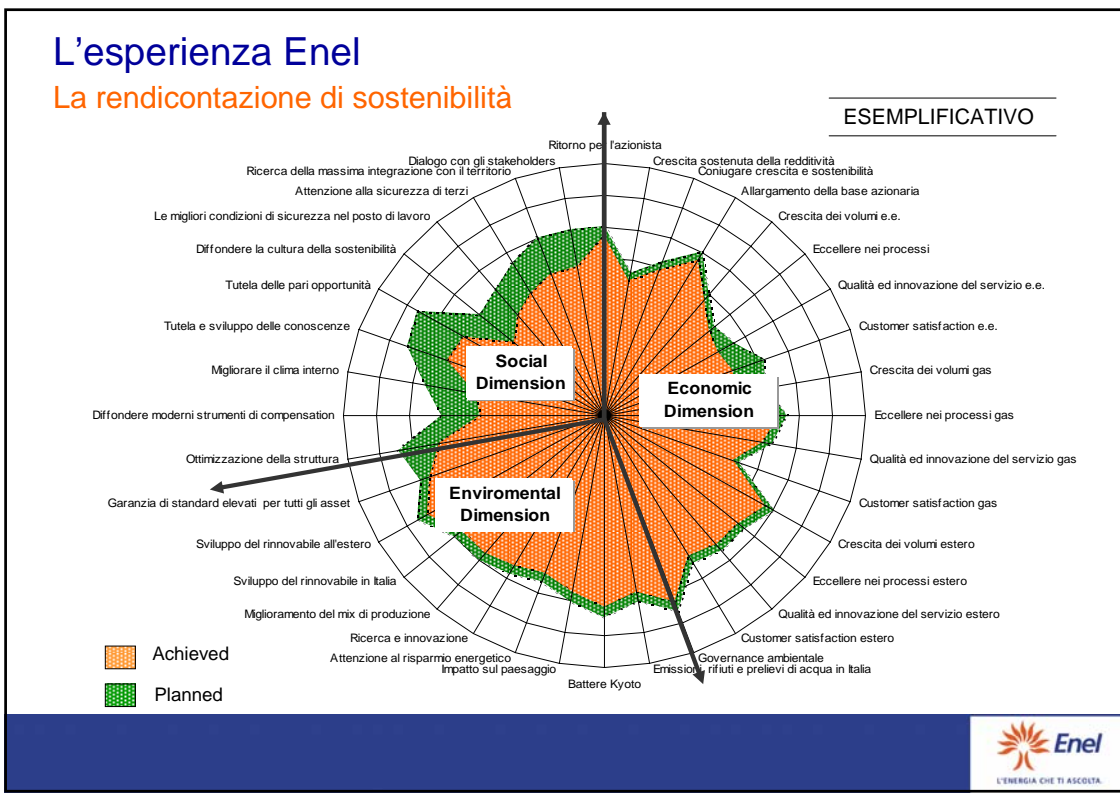 L'esperienza Enel
La rendicontazione di sostenibilità
ESEMPLIFICATIVO
Ritorno per l'azionista
Crescita sostenuta della redditività
Coniugare crescita e sostenibilità
Allargamento della base azionaria
Crescita dei volumi e.e.
Eccellere nei processi
Qualità ed innovazione del servizio e.e.
Customer satisfaction e.e.
Crescita dei volumi gas
Eccellere nei processi gas
Qualità ed innovazione del servizio gas
Customer satisfaction gas
Crescita dei volumi estero
Eccellere nei processi estero
Qualità ed innovazione del servizio estero
Customer satisfaction estero
Governance ambientale
Emissioni, rifiuti e prelievi di acqua in Italia
Battere Kyoto
Impatto sul paesaggio
Attenzione al risparmio energetico
Ricerca e innovazione
Miglioramento del mix di produzione
Sviluppo del rinnovabile in Italia
Sviluppo del rinnovabile all'estero
Garanzia di standard elevati per tutti gli asset
Ottimizzazione della struttura
Diffondere moderni strumenti di compensation
Migliorare il clima interno
Tutela e sviluppo delle conoscenze
Tutela delle pari opportunità
Diffondere la cultura della sostenibilità
Le migliori condizioni di sicurezza nel posto di lavoro
Attenzione alla sicurezza di terzi
Ricerca della massima integrazione con il territorio
Dialogo con gli stakeholders
Social
Dimension
Economic
Dimension
Enviromental
Dimension
Achieved
Planned
Enel
L'ENERGIA CHE TI ASCOLTA.